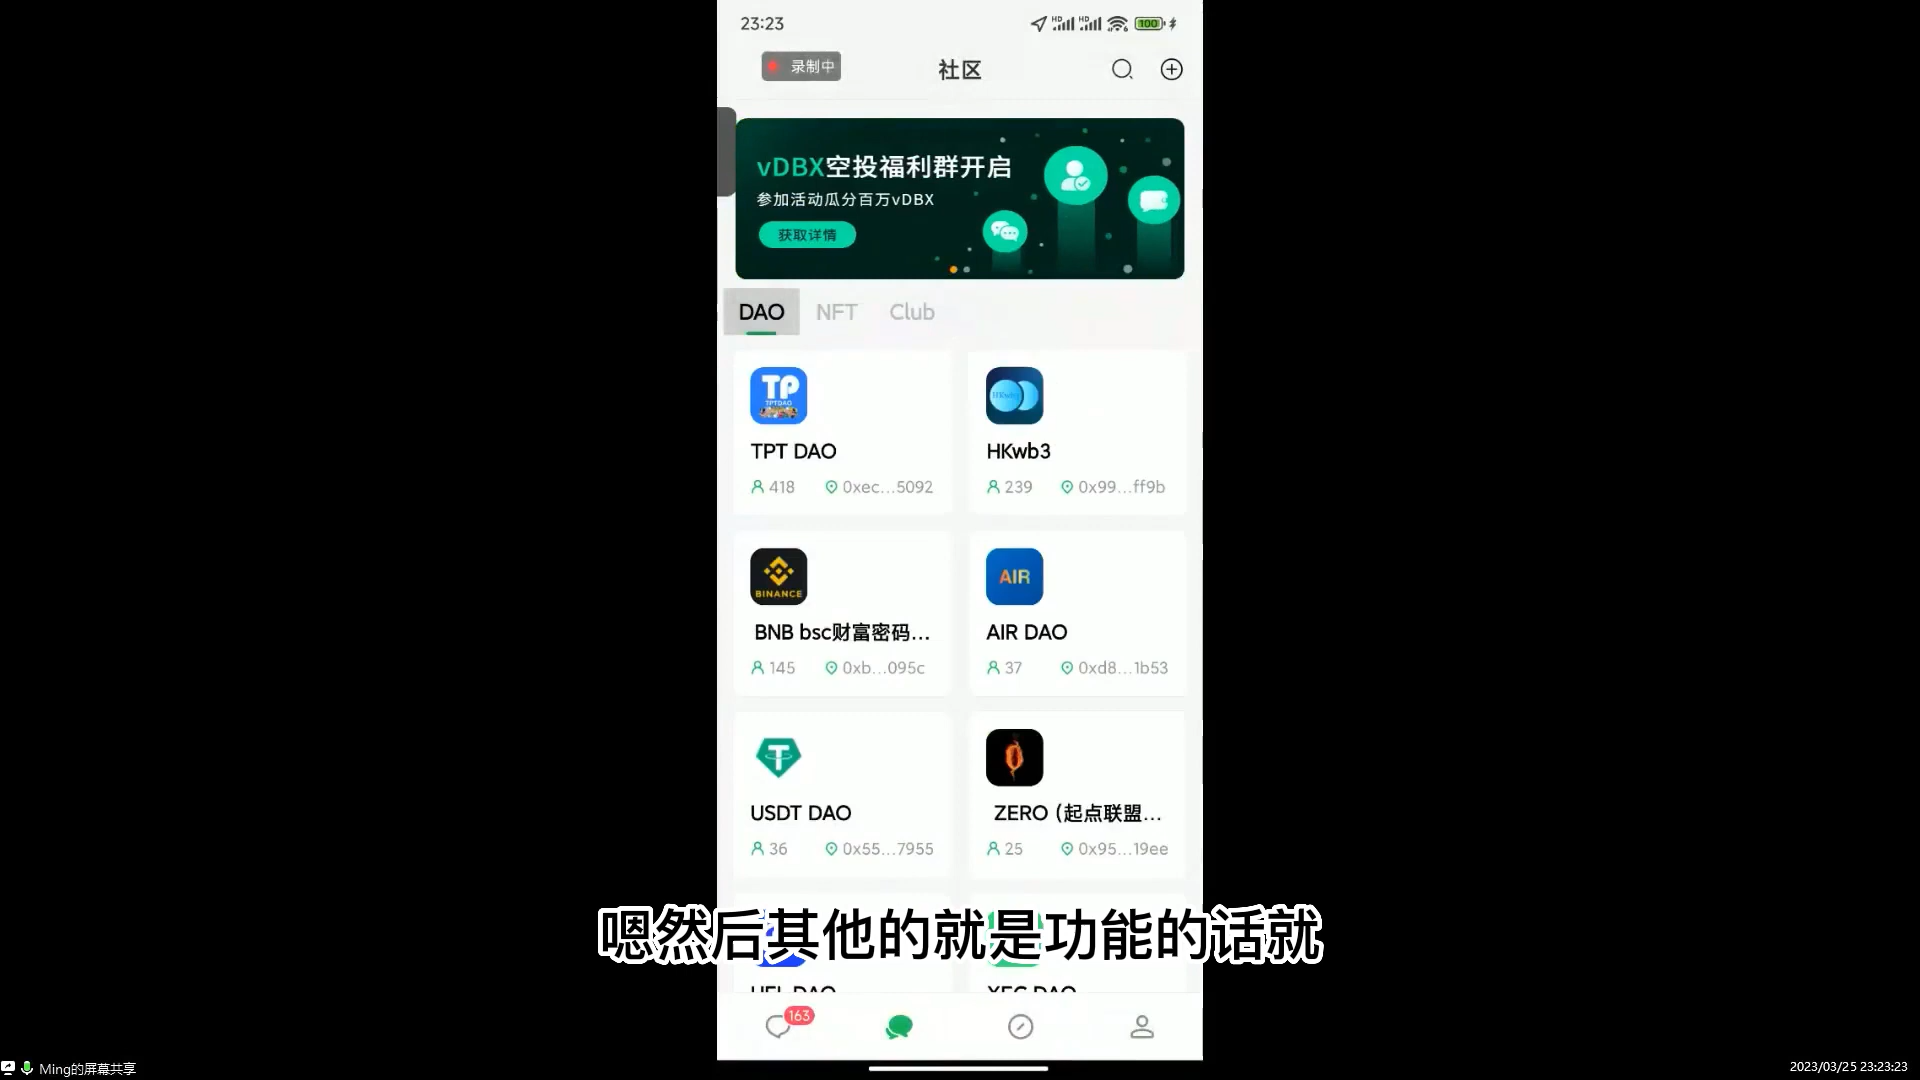 23:23
HD HD 100
录制中
社区
vDBX空投福利群开启
参加活动瓜分百万vDBX
获取详情
DAO NFT Club
TP
TPTDAO
TPT DAO
418 0xec...5092
HKwb3
239 0x99...ff9b
BINANCE
BNB bsc财富密码...
145 0xb...095c
AIR
AIR DAO
37 0xd8...1b53
USDT DAO
36 0x55...7955
ZERO (起点联盟...
25 0x95...19ee
嗯然后其他的就是功能的话就
163
Ming的屏幕共享
2023/03/25 23:23:23